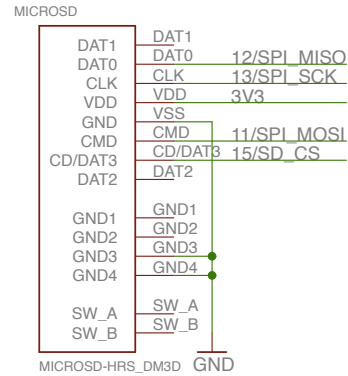 MICROSD
DAT1 DAT1
DAT0 DAT0 12/SPI_MISO
CLK CLK 13/SPI_SCK
VDD VDD 3V3
GND VSS
CMD CMD 11/SPI_MOSI
CD/DAT3 CD/DAT3 15/SD_CS
DAT2 DAT2
GND1 GND1
GND2 GND2
GND3 GND3
GND4 GND4
SW_A SW_A
SW_B SW_B
MICROSD-HRS_DM3D GND